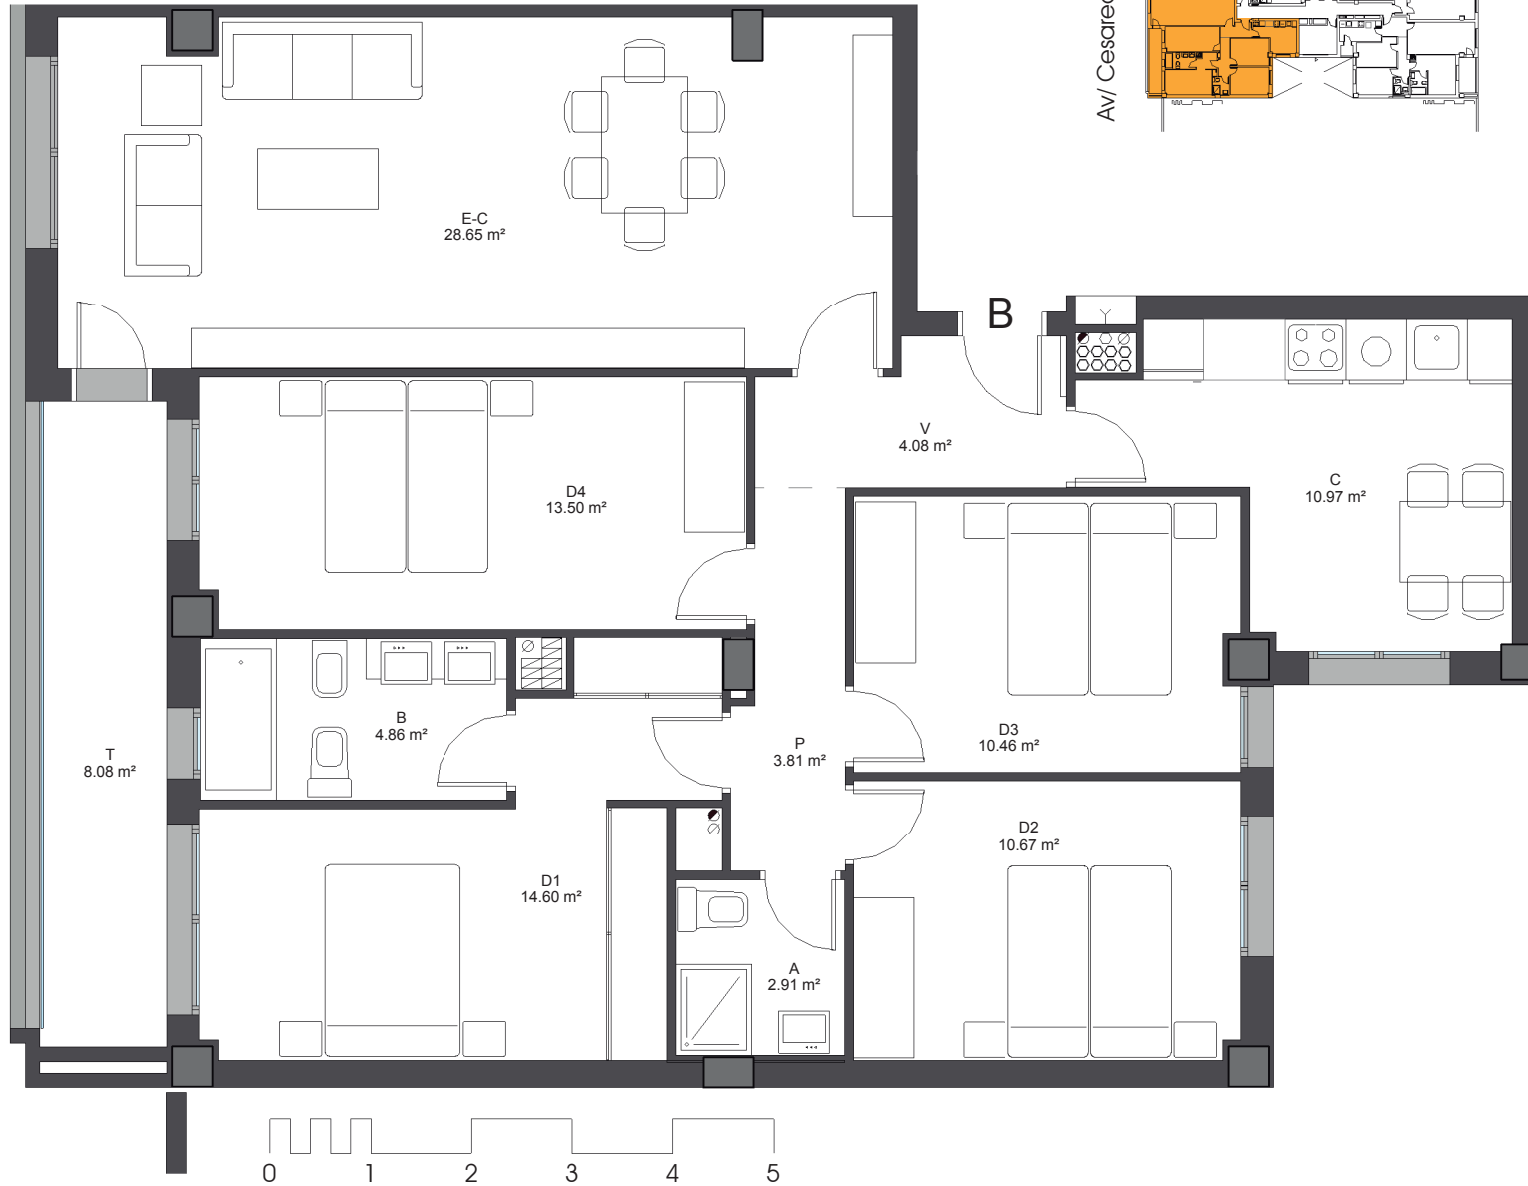 Av/ Cesareo
E-C
28.65 m²
B
V
4.08 m²
C
10.97 m²
D4
13.50 m²
B
4.86 m²
T
8.08 m²
P
3.81 m²
D3
10.46 m²
D2
10.67 m²
D1
14.60 m²
A
2.91 m²
0 1 2 3 4 5